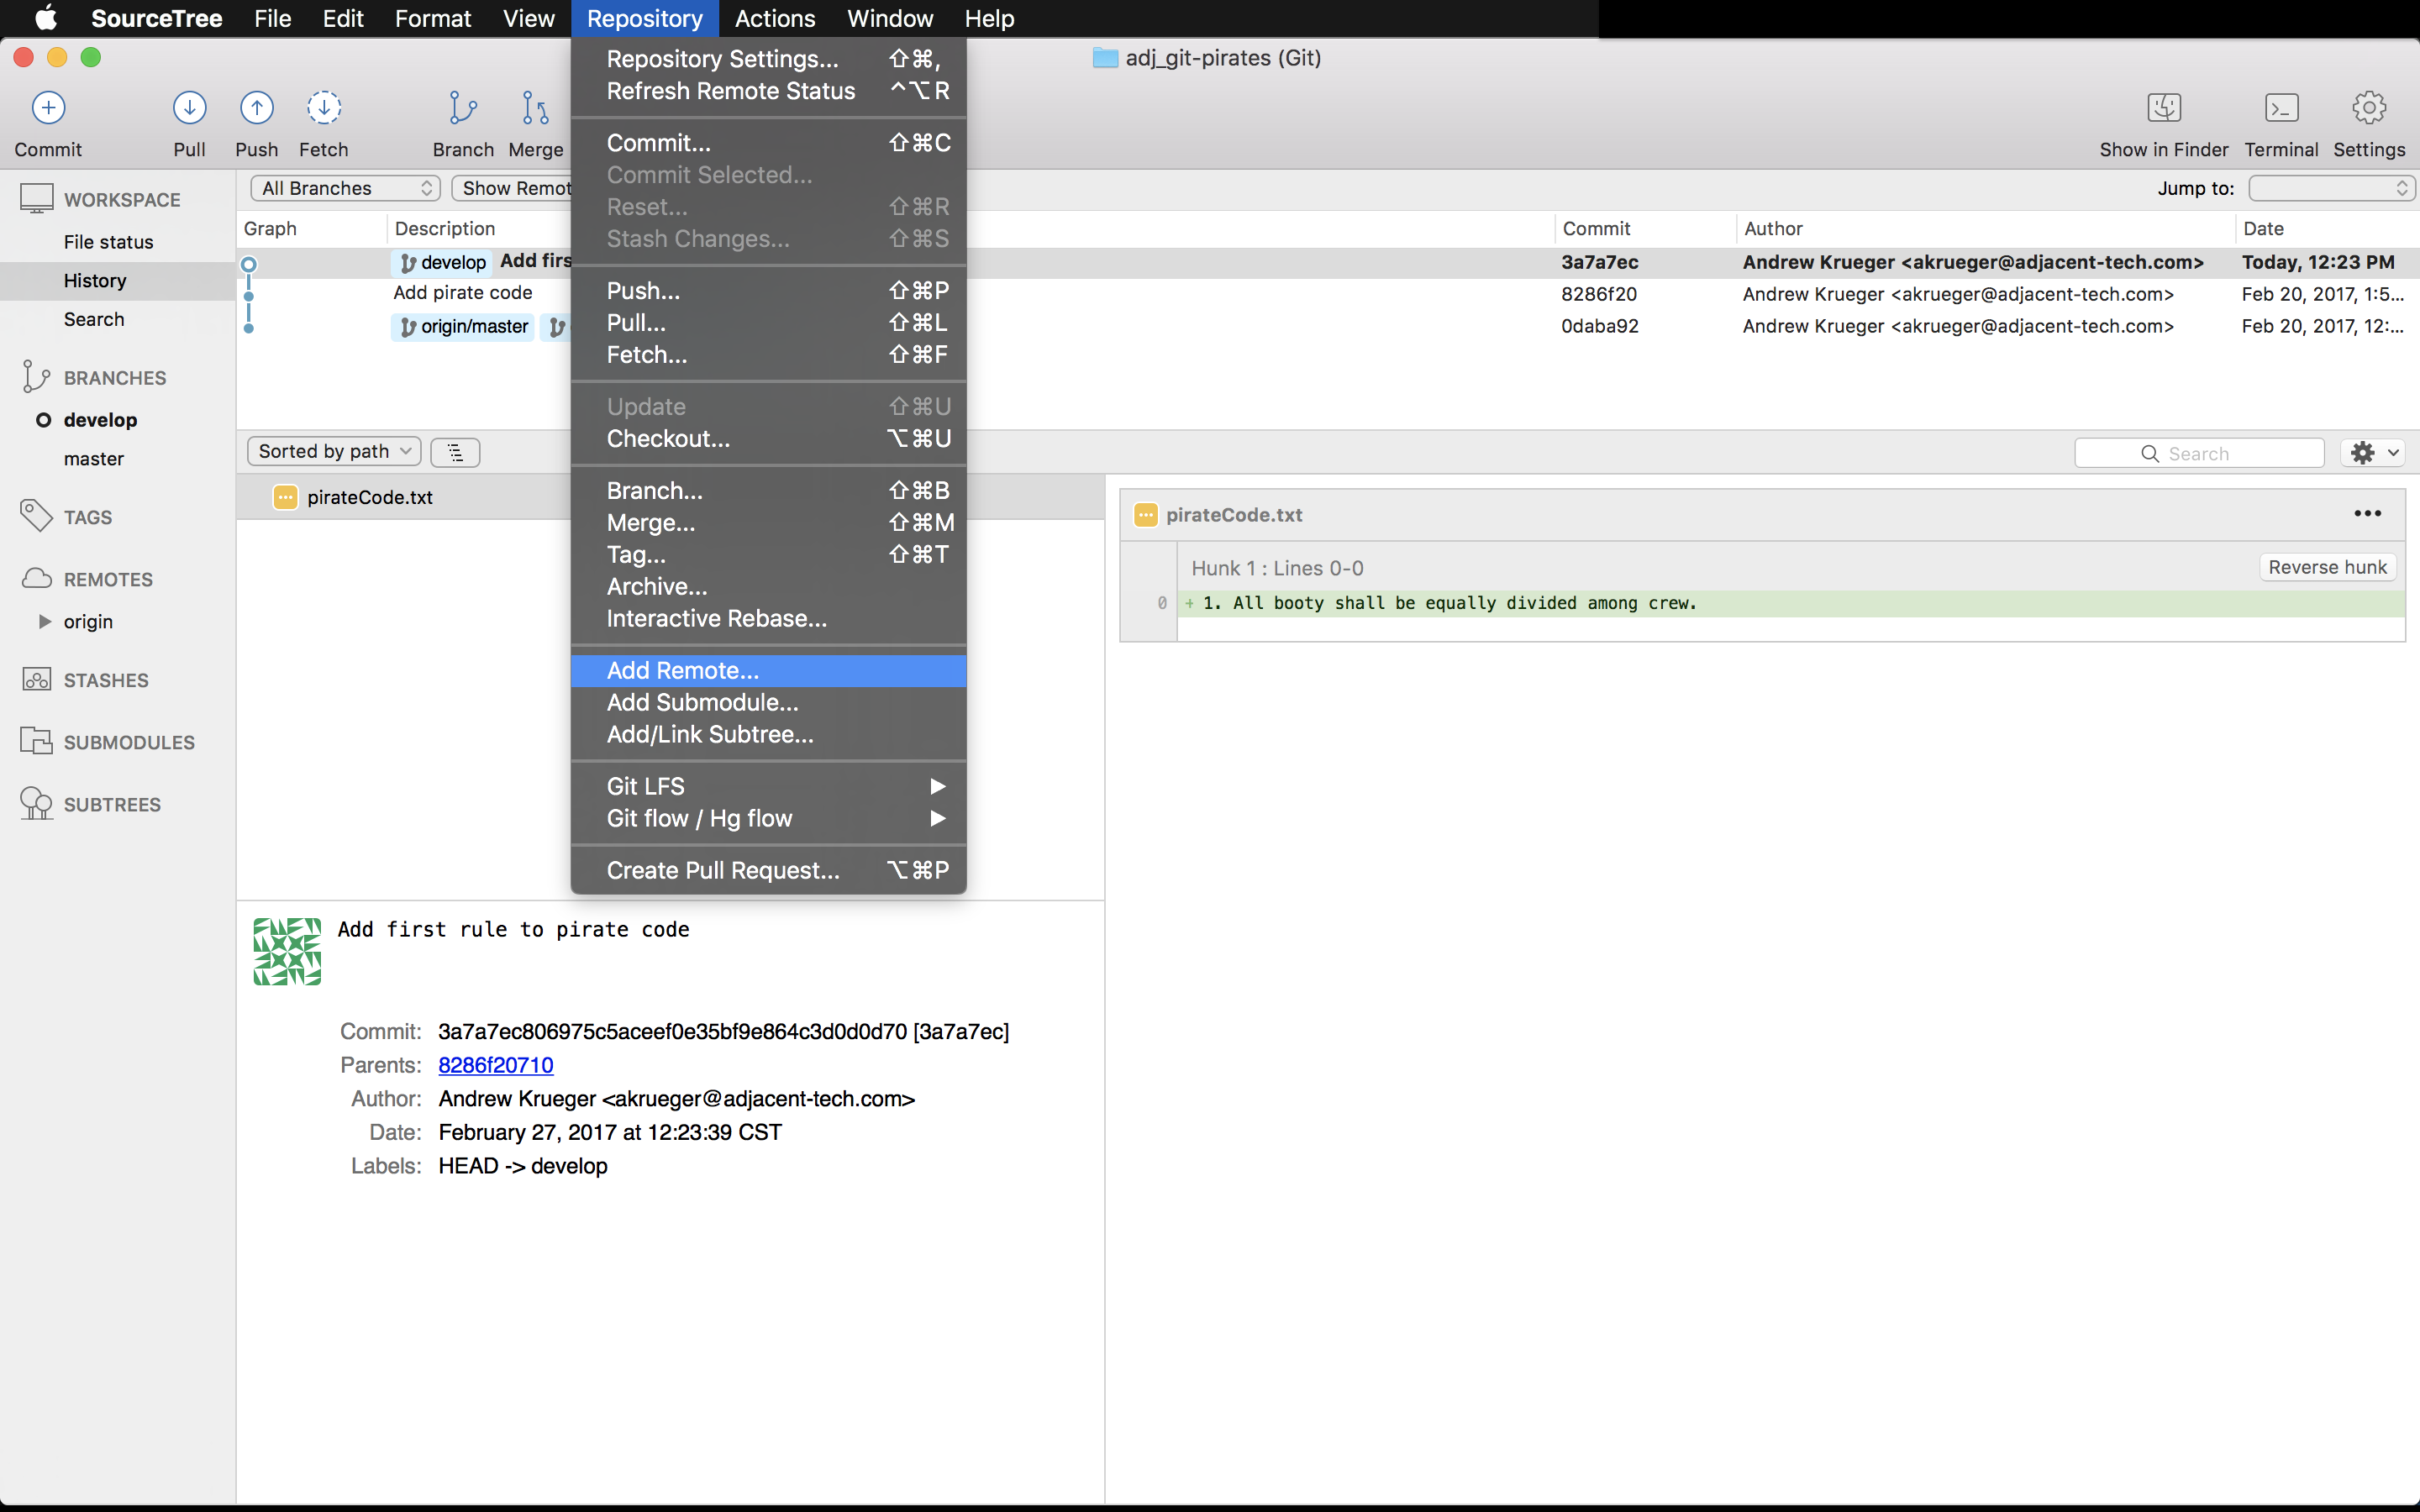 SourceTree File Edit Format View Repository Actions Window Help
adj_git-pirates (Git)
Commit Pull Push Fetch Branch Merge Show in Finder Terminal Settings
Repository Settings... ⇧⌘,
Refresh Remote Status ^⌥R
Commit... ⇧⌘C
Commit Selected...
Reset... ⇧⌘R
Stash Changes... ⇧⌘S
Push... ⇧⌘P
Pull... ⇧⌘L
Fetch... ⇧⌘F
Update ⇧⌘U
Checkout... ⌥⌘U
Branch... ⇧⌘B
Merge... ⇧⌘M
Tag... ⇧⌘T
Archive...
Interactive Rebase...
Add Remote...
Add Submodule...
Add/Link Subtree...
Git LFS
Git flow / Hg flow
Create Pull Request... ⌥⌘P
WORKSPACE
File status
History
Search
BRANCHES
develop
master
TAGS
REMOTES
origin
STASHES
SUBMODULES
SUBTREES
All Branches Show Remot Jump to:
Graph Description Commit Author Date
develop Add firs 3a7a7ec Andrew Krueger <akrueger@adjacent-tech.com> Today, 12:23 PM
Add pirate code 8286f20 Andrew Krueger <akrueger@adjacent-tech.com> Feb 20, 2017, 1:5...
origin/master 0daba92 Andrew Krueger <akrueger@adjacent-tech.com> Feb 20, 2017, 12:...
Sorted by path Search
pirateCode.txt
pirateCode.txt
Hunk 1 : Lines 0-0 Reverse hunk
0 + 1. All booty shall be equally divided among crew.
Add first rule to pirate code
Commit: 3a7a7ec806975c5aceef0e35bf9e864c3d0d0d70 [3a7a7ec]
Parents: 8286f20710
Author: Andrew Krueger <akrueger@adjacent-tech.com>
Date: February 27, 2017 at 12:23:39 CST
Labels: HEAD -> develop